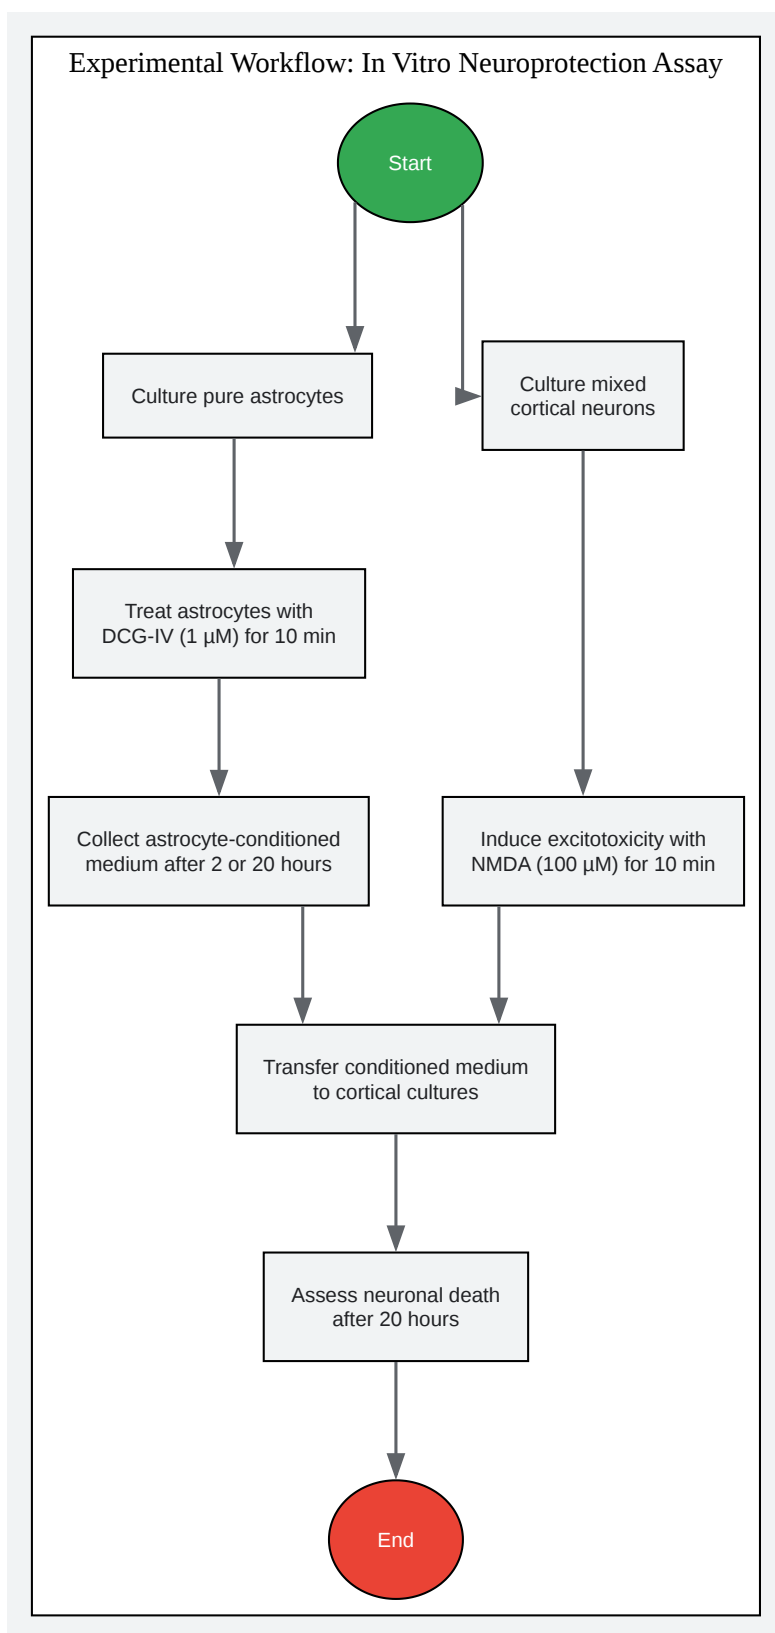 Experimental Workflow: In Vitro Neuroprotection Assay
Start
Culture pure astrocytes
Culture mixed
cortical neurons
Treat astrocytes with
DCG-IV (1 µM) for 10 min
Collect astrocyte-conditioned
medium after 2 or 20 hours
Induce excitotoxicity with
NMDA (100 µM) for 10 min
Transfer conditioned medium
to cortical cultures
Assess neuronal death
after 20 hours
End